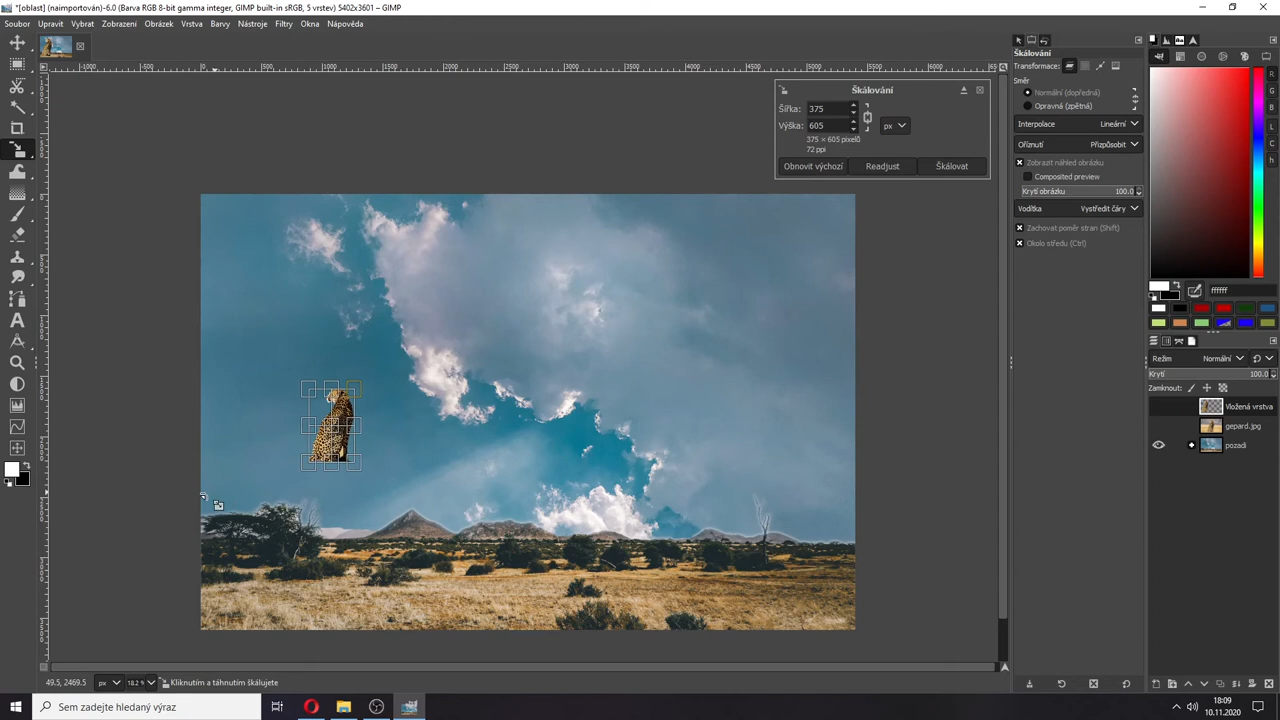 *[oblast] (naimportován)-6.0 (Barva RGB 8-bit gamma integer, GIMP built-in sRGB, 5 vrstev) 5402x3601 – GIMP
Soubor Upravit Vybrat Zobrazení Obrázek Vrstva Barvy Nástroje Filtry Okna Nápověda
Škálování
Šířka: 375
Výška: 605
px
375 × 605 pixelů
72 ppi
Obnovit výchozí Readjust Škálovat
Škálování
Transformace:
Směr
Normální (dopředná)
Opravná (zpětná)
Interpolace Lineární
Oříznutí Přizpůsobit
Zobrazit náhled obrázku
Composited preview
Krytí obrázku 100.0
Vodítka Vystředit čáry
Zachovat poměr stran (Shift)
Okolo středu (Ctrl)
R
G
B
L
C
h
ffffff
Režim Normální
Krytí 100.0
Zamknout:
Vložená vrstva
gepard.jpg
pozadi
49.5, 2469.5 px 18.2 % Kliknutím a táhnutím škálujete
Sem zadejte hledaný výraz
18:09
10.11.2020